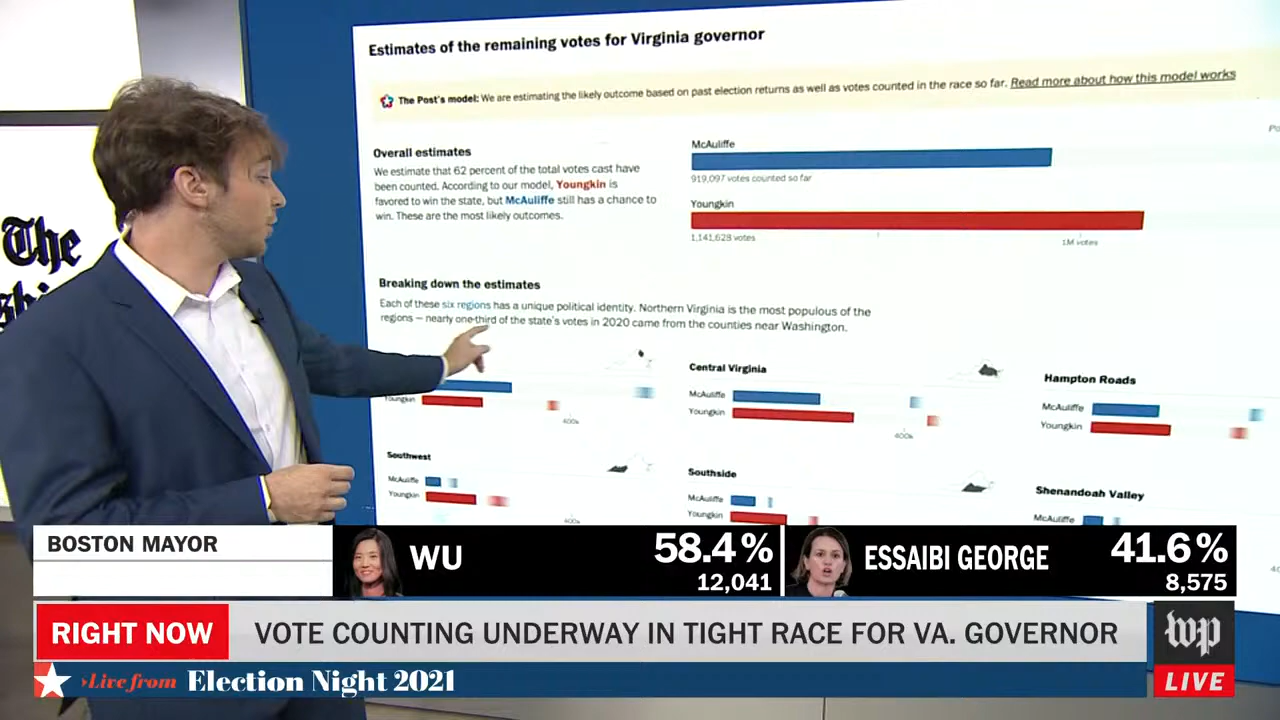 Estimates of the remaining votes for Virginia governor
The Post's model: We are estimating the likely outcome based on past election returns as well as votes counted in the race so far. Read more about how this model works
Overall estimates
We estimate that 62 percent of the total votes cast have
been counted. According to our model, Youngkin is
favored to win the state, but McAuliffe still has a chance to
win. These are the most likely outcomes.
McAuliffe
919,097 votes counted so far
Youngkin
1,141,628 votes
1M votes
Breaking down the estimates
Each of these six regions has a unique political identity. Northern Virginia is the most populous of the
regions — nearly one-third of the state's votes in 2020 came from the counties near Washington.
Youngkin
400k
Central Virginia
McAuliffe
Youngkin
400k
Hampton Roads
McAuliffe
Youngkin
Southwest
McAuliffe
Youngkin
400k
Southside
McAuliffe
Youngkin
Shenandoah Valley
McAuliffe
The
BOSTON MAYOR
WU
58.4%
12,041
ESSAIBI GEORGE
41.6%
8,575
RIGHT NOW
VOTE COUNTING UNDERWAY IN TIGHT RACE FOR VA. GOVERNOR
wp
LIVE
Live from Election Night 2021